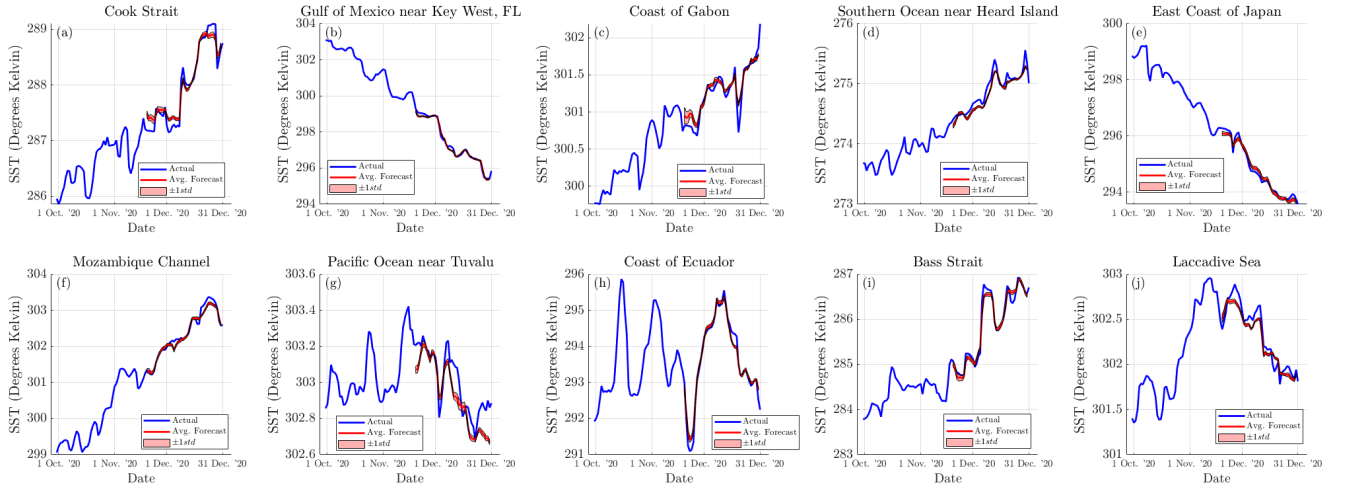 Cook Strait
(a)
SST (Degrees Kelvin)
289
288
287
286
Actual
Avg. Forecast
±1std
1 Oct. '20 1 Nov. '20 1 Dec. '20 31 Dec. '20
Date
Gulf of Mexico near Key West, FL
(b)
SST (Degrees Kelvin)
304
302
300
298
296
294
Actual
Avg. Forecast
±1std
1 Oct. '20 1 Nov. '20 1 Dec. '20 31 Dec. '20
Date
Coast of Gabon
(c)
SST (Degrees Kelvin)
302
301.5
301
300.5
300
Actual
Avg. Forecast
±1std
1 Oct. '20 1 Nov. '20 1 Dec. '20 31 Dec. '20
Date
Southern Ocean near Heard Island
(d)
SST (Degrees Kelvin)
276
275
274
273
Actual
Avg. Forecast
±1std
1 Oct. '20 1 Nov. '20 1 Dec. '20 31 Dec. '20
Date
East Coast of Japan
(e)
SST (Degrees Kelvin)
300
298
296
294
Actual
Avg. Forecast
±1std
1 Oct. '20 1 Nov. '20 1 Dec. '20 31 Dec. '20
Date
Mozambique Channel
(f)
SST (Degrees Kelvin)
304
303
302
301
300
299
Actual
Avg. Forecast
±1std
1 Oct. '20 1 Nov. '20 1 Dec. '20 31 Dec. '20
Date
Pacific Ocean near Tuvalu
(g)
SST (Degrees Kelvin)
303.6
303.4
303.2
303
302.8
302.6
Actual
Avg. Forecast
±1std
1 Oct. '20 1 Nov. '20 1 Dec. '20 31 Dec. '20
Date
Coast of Ecuador
(h)
SST (Degrees Kelvin)
296
295
294
293
292
291
Actual
Avg. Forecast
±1std
1 Oct. '20 1 Nov. '20 1 Dec. '20 31 Dec. '20
Date
Bass Strait
(i)
SST (Degrees Kelvin)
287
286
285
284
283
Actual
Avg. Forecast
±1std
1 Oct. '20 1 Nov. '20 1 Dec. '20 31 Dec. '20
Date
Laccadive Sea
(j)
SST (Degrees Kelvin)
303
302.5
302
301.5
301
Actual
Avg. Forecast
±1std
1 Oct. '20 1 Nov. '20 1 Dec. '20 31 Dec. '20
Date